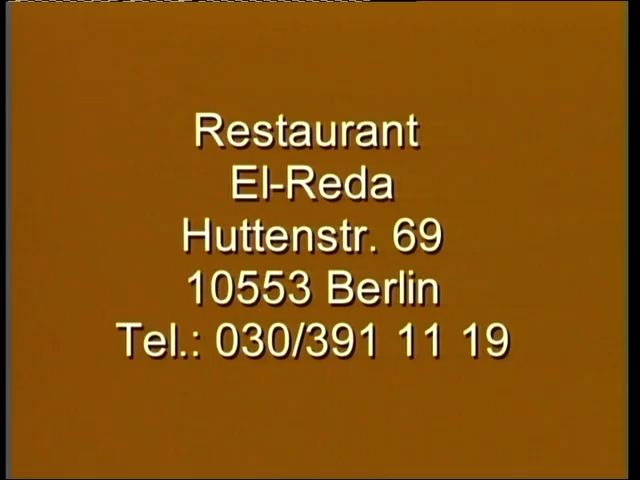 Restaurant
El-Reda
Huttenstr. 69
10553 Berlin
Tel.: 030/391 11 19